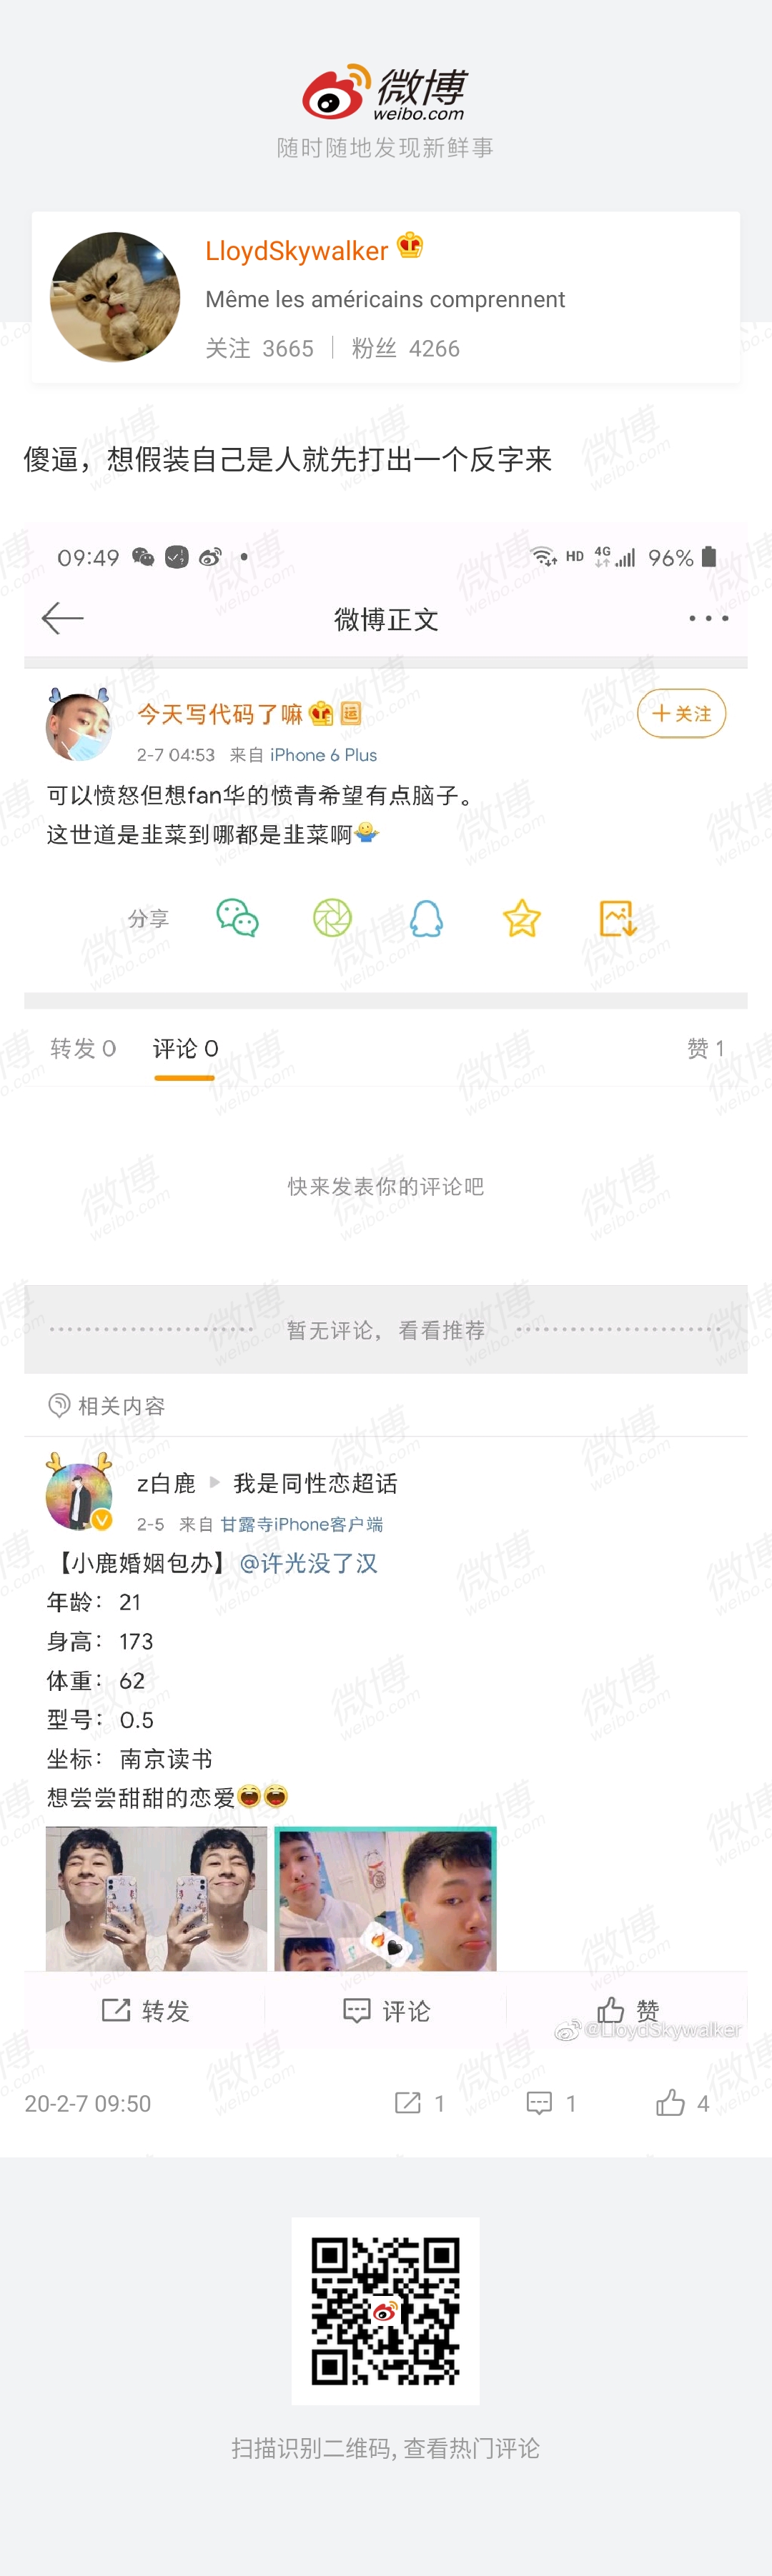 微博
weibo.com
随时随地发现新鲜事
LloydSkywalker
Même les américains comprennent
关注 3665 | 粉丝 4266
傻逼，想假装自己是人就先打出一个反字来
09:49 HD 4G 96%
微博正文
今天写代码了嘛 运
+关注
2-7 04:53 来自 iPhone 6 Plus
可以愤怒但想fan华的愤青希望有点脑子。
这世道是韭菜到哪都是韭菜啊🤷
分享
转发 0 评论 0 赞 1
快来发表你的评论吧
暂无评论，看看推荐
相关内容
z白鹿 ▶ 我是同性恋超话
2-5 来自 甘露寺iPhone客户端
【小鹿婚姻包办】@许光没了汉
年龄： 21
身高： 173
体重： 62
型号： 0.5
坐标： 南京读书
想尝尝甜甜的恋爱😄😄
转发 评论 赞
@LloydSkywalker
20-2-7 09:50 1 1 4
扫描识别二维码, 查看热门评论